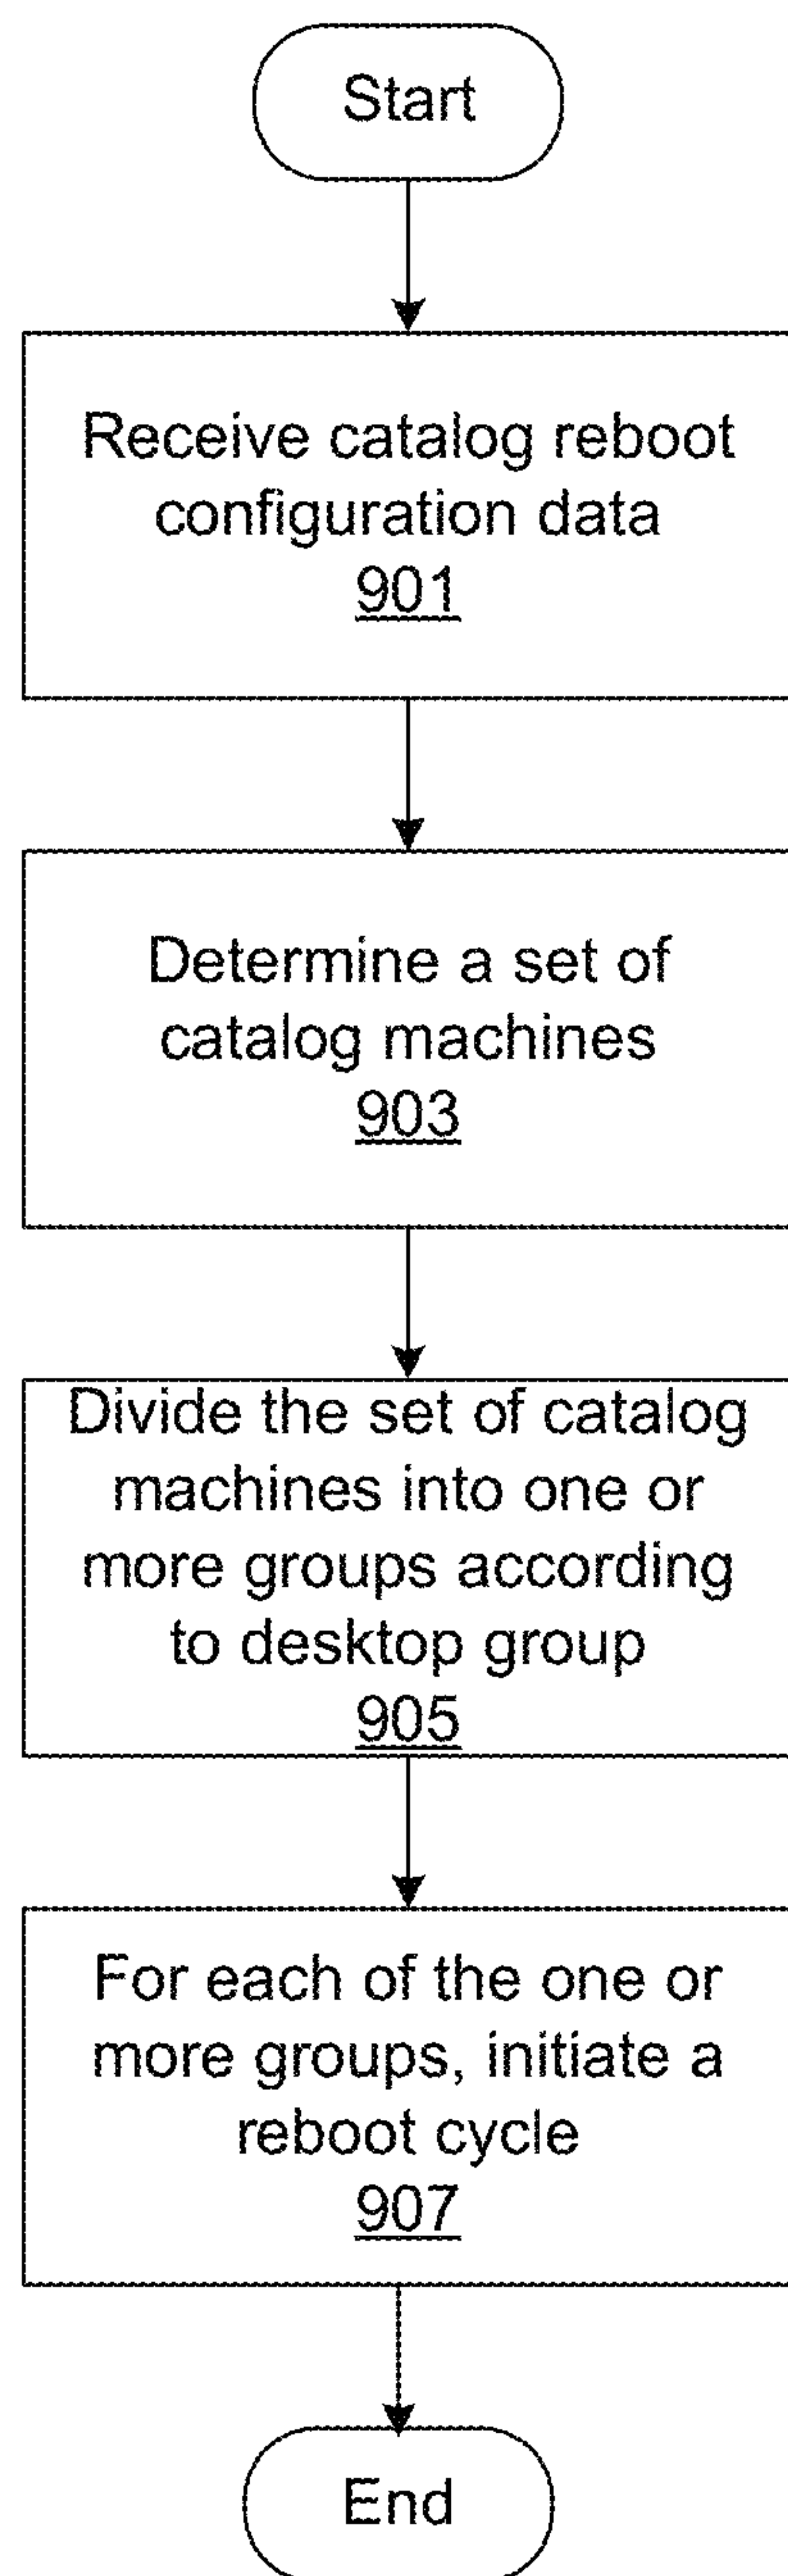 Start
Receive catalog reboot
configuration data
901
Determine a set of
catalog machines
903
Divide the set of catalog
machines into one or
more groups according
to desktop group
905
For each of the one or
more groups, initiate a
reboot cycle
907
End